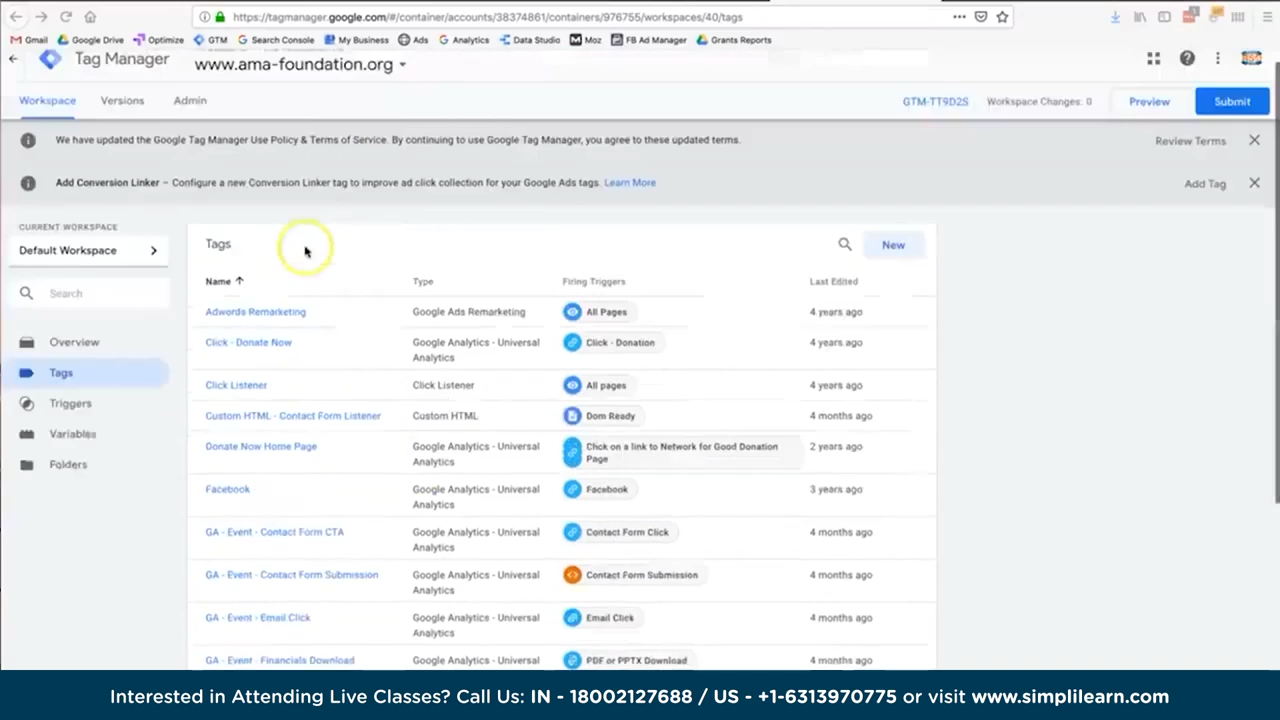 https://tagmanager.google.com/#/container/accounts/38374861/containers/976755/workspaces/40/tags
Gmail Google Drive Optimize GTM Search Console My Business Ads Analytics Data Studio Moz FB Ad Manager Grants Reports
Tag Manager www.ama-foundation.org
Workspace Versions Admin GTM-TT9D2S Workspace Changes: 0 Preview Submit
We have updated the Google Tag Manager Use Policy & Terms of Service. By continuing to use Google Tag Manager, you agree to these updated terms. Review Terms
Add Conversion Linker – Configure a new Conversion Linker tag to improve ad click collection for your Google Ads tags. Learn More Add Tag
CURRENT WORKSPACE
Default Workspace
Search
Overview
Tags
Triggers
Variables
Folders
Tags New
Name Type Firing Triggers Last Edited
Adwords Remarketing Google Ads Remarketing All Pages 4 years ago
Click - Donate Now Google Analytics - Universal Click - Donation 4 years ago
Analytics
Click Listener Click Listener All pages 4 years ago
Custom HTML - Contact Form Listener Custom HTML Dom Ready 4 months ago
Donate Now Home Page Google Analytics - Universal Click on a link to Network for Good Donation 2 years ago
Analytics Page
Facebook Google Analytics - Universal Facebook 3 years ago
Analytics
GA - Event - Contact Form CTA Google Analytics - Universal Contact Form Click 4 months ago
Analytics
GA - Event - Contact Form Submission Google Analytics - Universal Contact Form Submission 4 months ago
Analytics
GA - Event - Email Click Google Analytics - Universal Email Click 4 months ago
Analytics
GA - Event - Financials Download Google Analytics - Universal PDF or PPTX Download 4 months ago
Interested in Attending Live Classes? Call Us: IN - 18002127688 / US - +1-6313970775 or visit www.simplilearn.com